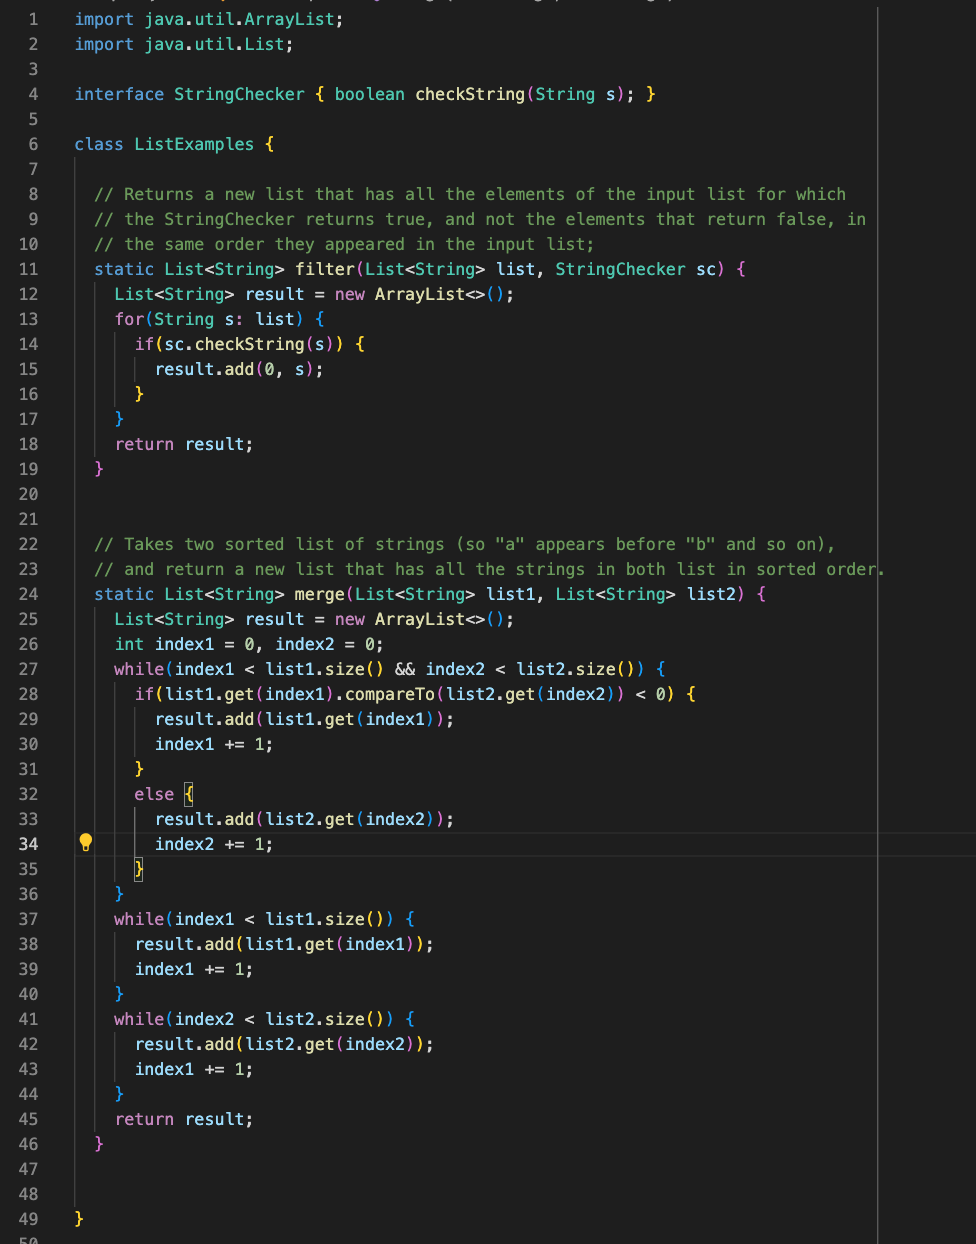 1 import java.util.ArrayList;
2 import java.util.List;
3
4 interface StringChecker { boolean checkString(String s); }
5
6 class ListExamples {
7
8 // Returns a new list that has all the elements of the input list for which
9 // the StringChecker returns true, and not the elements that return false, in
10 // the same order they appeared in the input list;
11 static List<String> filter(List<String> list, StringChecker sc) {
12 List<String> result = new ArrayList<>();
13 for(String s: list) {
14 if(sc.checkString(s)) {
15 result.add(0, s);
16 }
17 }
18 return result;
19 }
20
21
22 // Takes two sorted list of strings (so "a" appears before "b" and so on),
23 // and return a new list that has all the strings in both list in sorted order.
24 static List<String> merge(List<String> list1, List<String> list2) {
25 List<String> result = new ArrayList<>();
26 int index1 = 0, index2 = 0;
27 while(index1 < list1.size() && index2 < list2.size()) {
28 if(list1.get(index1).compareTo(list2.get(index2)) < 0) {
29 result.add(list1.get(index1));
30 index1 += 1;
31 }
32 else {
33 result.add(list2.get(index2));
34 index2 += 1;
35 }
36 }
37 while(index1 < list1.size()) {
38 result.add(list1.get(index1));
39 index1 += 1;
40 }
41 while(index2 < list2.size()) {
42 result.add(list2.get(index2));
43 index1 += 1;
44 }
45 return result;
46 }
47
48
49 }
50